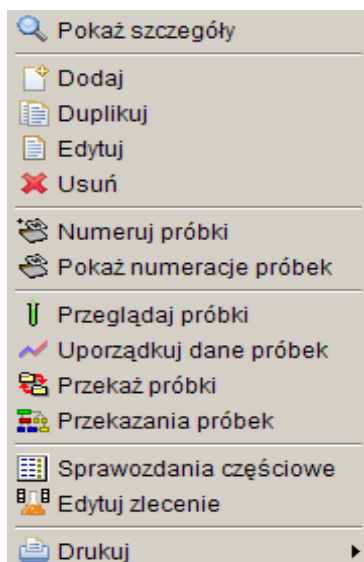 Pokaż szczegóły
Dodaj
Duplikuj
Edytuj
Usuń
Numeruj próbki
Pokaż numeracje próbek
Przeglądaj próbki
Uporządkuj dane próbek
Przekaż próbki
Przekazania próbek
Sprawozdania częściowe
Edytuj zlecenie
Drukuj